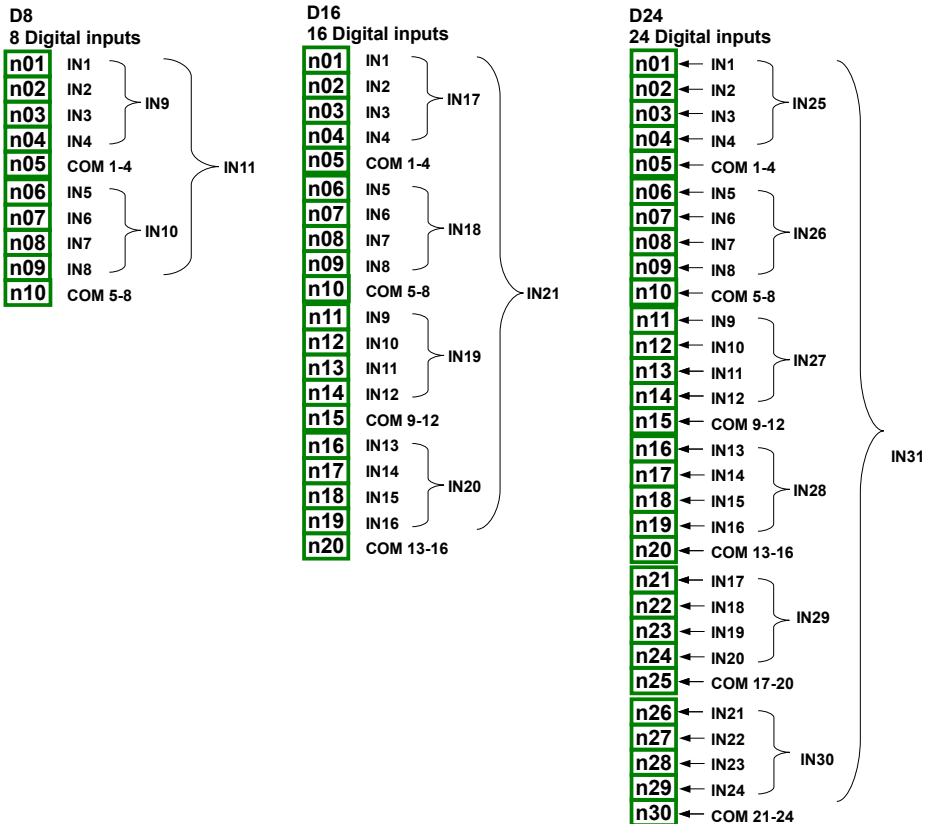 D8
8 Digital inputs
n01 IN1
n02 IN2
IN9
n03 IN3
n04 IN4
n05 COM 1-4
IN11
n06 IN5
n07 IN6
IN10
n08 IN7
n09 IN8
n10 COM 5-8
D16
16 Digital inputs
n01 IN1
n02 IN2
IN17
n03 IN3
n04 IN4
n05 COM 1-4
n06 IN5
n07 IN6
IN18
n08 IN7
n09 IN8
n10 COM 5-8
IN21
n11 IN9
n12 IN10
IN19
n13 IN11
n14 IN12
n15 COM 9-12
n16 IN13
n17 IN14
IN20
n18 IN15
n19 IN16
n20 COM 13-16
D24
24 Digital inputs
n01 IN1
n02 IN2
IN25
n03 IN3
n04 IN4
n05 COM 1-4
n06 IN5
n07 IN6
IN26
n08 IN7
n09 IN8
n10 COM 5-8
n11 IN9
n12 IN10
IN27
n13 IN11
n14 IN12
n15 COM 9-12
IN31
n16 IN13
n17 IN14
IN28
n18 IN15
n19 IN16
n20 COM 13-16
n21 IN17
n22 IN18
IN29
n23 IN19
n24 IN20
n25 COM 17-20
n26 IN21
n27 IN22
IN30
n28 IN23
n29 IN24
n30 COM 21-24